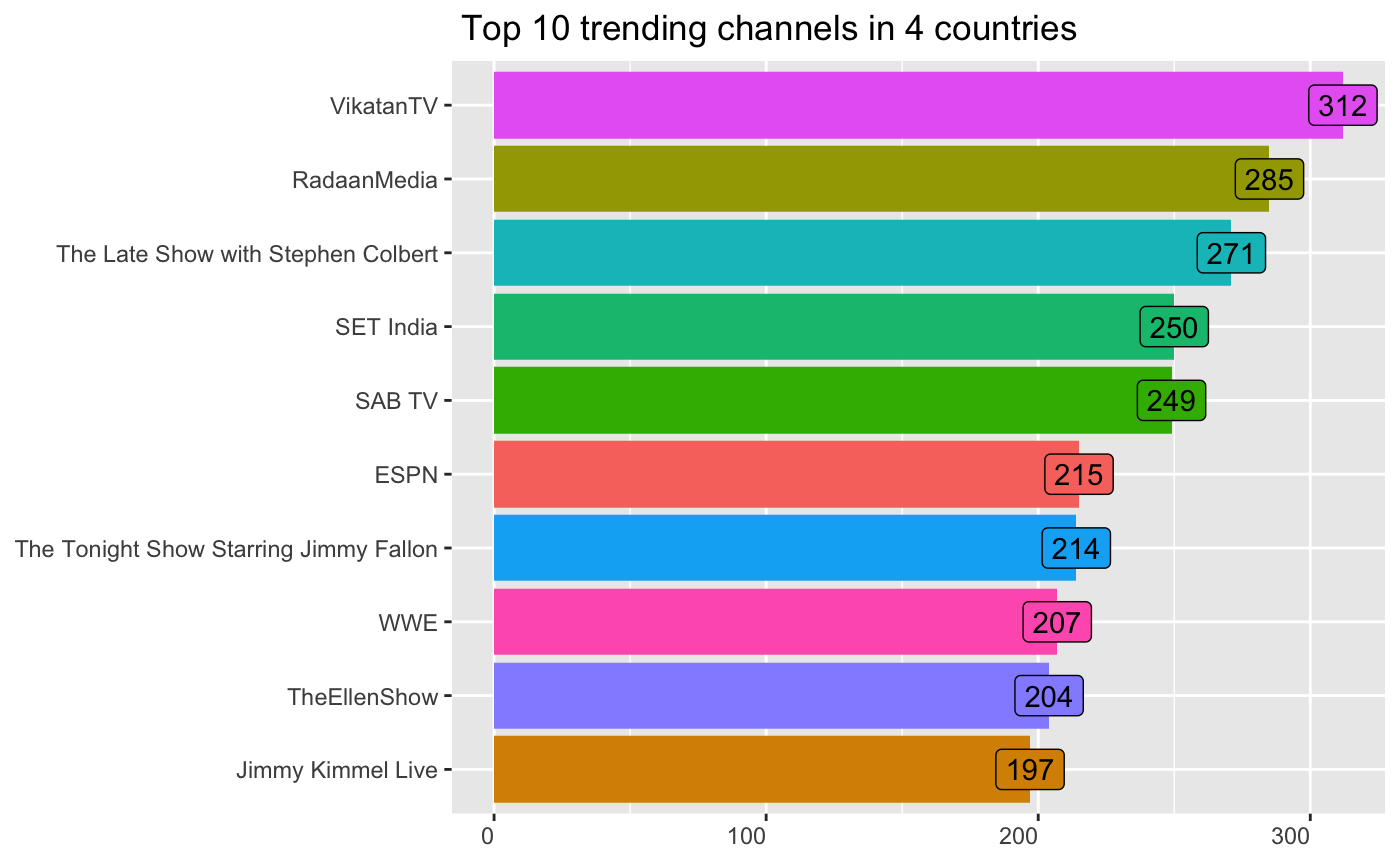 Top 10 trending channels in 4 countries
VikatanTV 312
RadaanMedia 285
The Late Show with Stephen Colbert 271
SET India 250
SAB TV 249
ESPN 215
The Tonight Show Starring Jimmy Fallon 214
WWE 207
TheEllenShow 204
Jimmy Kimmel Live 197
0 100 200 300